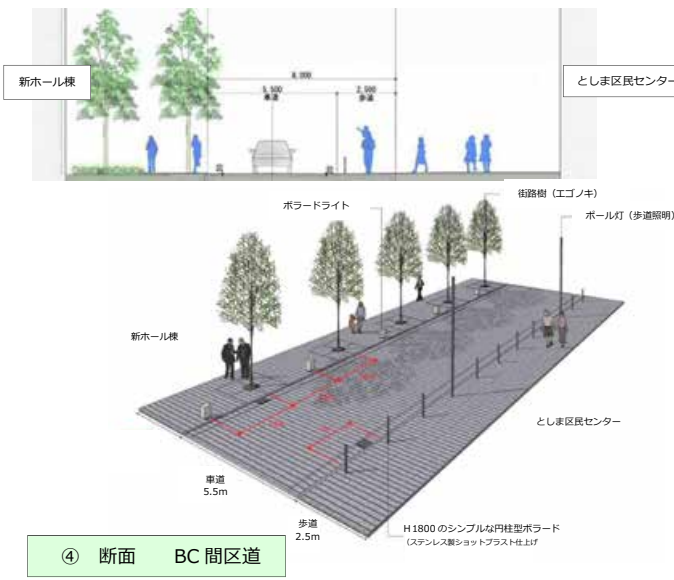 8,000
5,500
車道
2,500
歩道
新ホール棟
としま区民センター
街路樹（エゴノキ）
ボラードライト
ポール灯（歩道照明）
新ホール棟
としま区民センター
車道
5.5m
歩道
2.5m
H1800 のシンプルな円柱型ボラード
（ステンレス製ショットブラスト仕上げ
④ 断面 BC 間区道